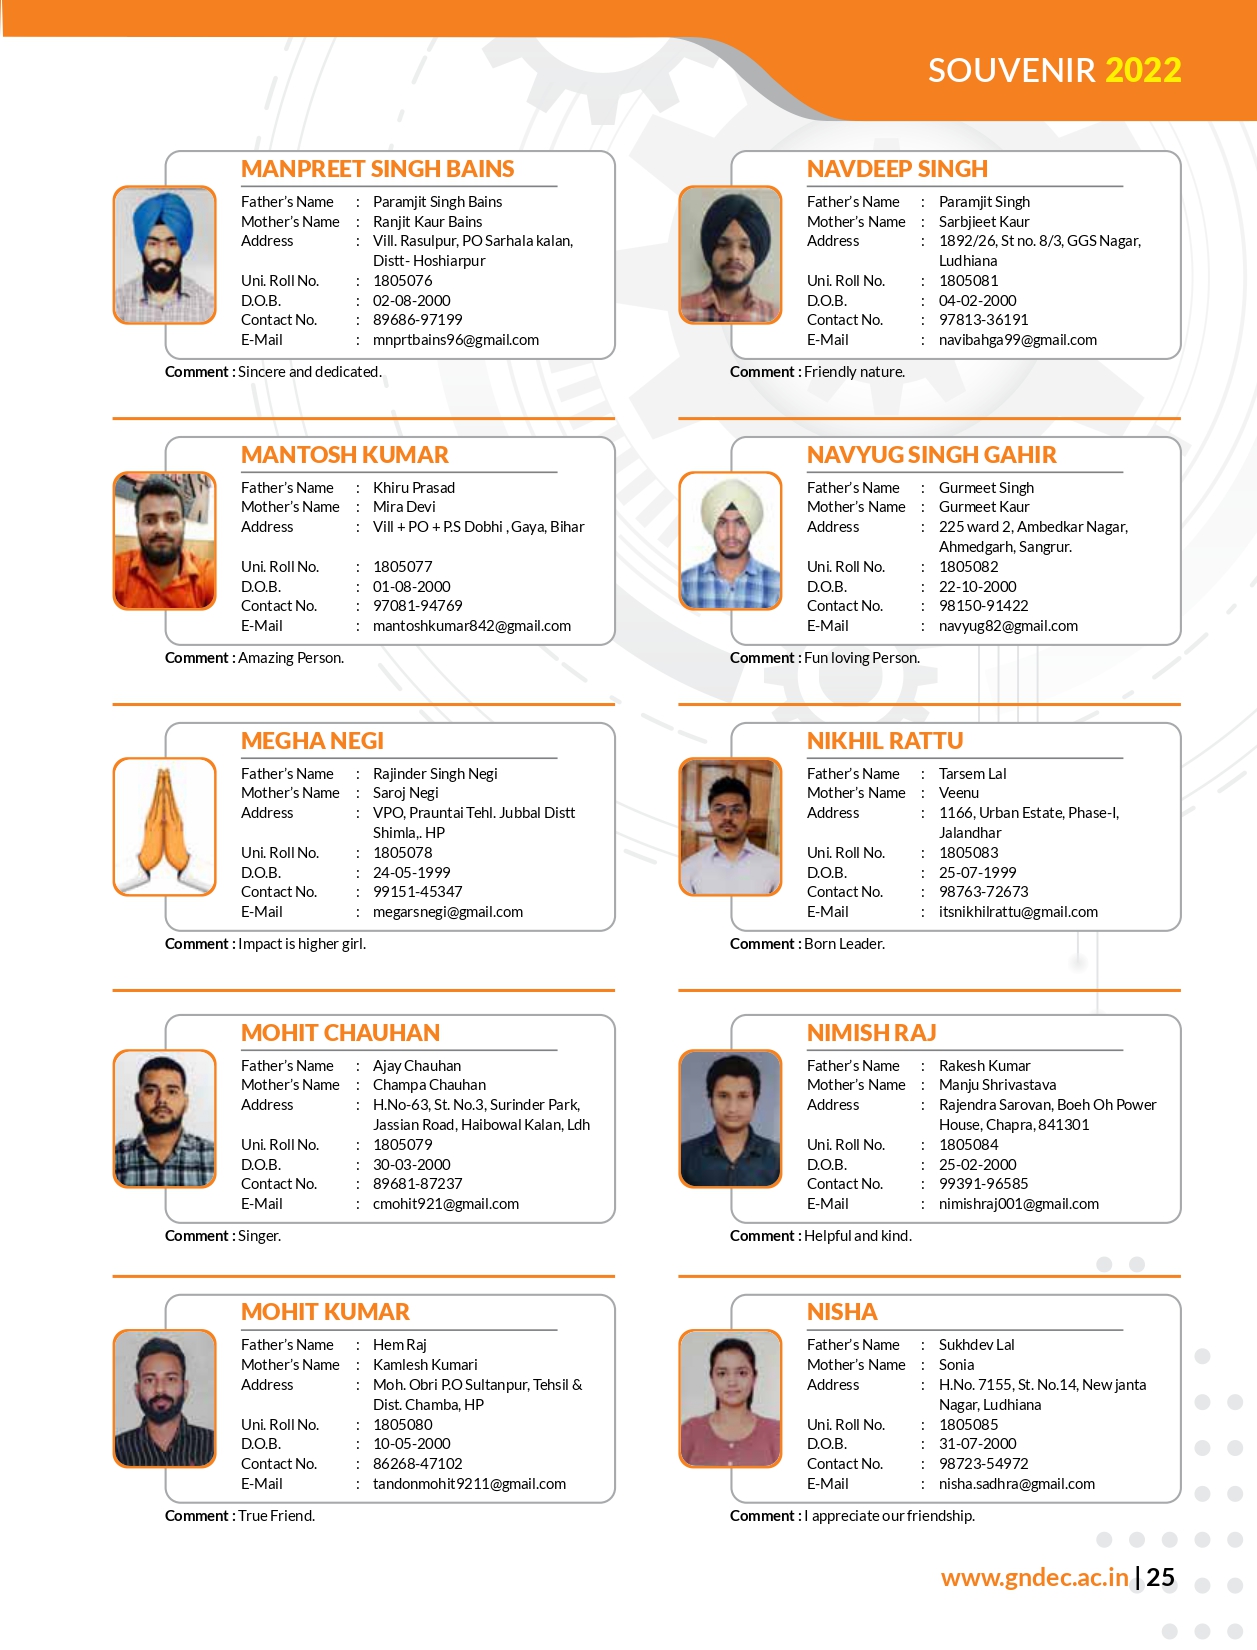 SOUVENIR 2022
MANPREET SINGH BAINS
Father's Name : Paramjit Singh Bains
Mother's Name : Ranjit Kaur Bains
Address : Vill. Rasulpur, PO Sarhala kalan,
Distt- Hoshiarpur
Uni. Roll No. : 1805076
D.O.B. : 02-08-2000
Contact No. : 89686-97199
E-Mail : mnprtbains96@gmail.com
Comment : Sincere and dedicated.
MANTOSH KUMAR
Father's Name : Khiru Prasad
Mother's Name : Mira Devi
Address : Vill + PO + P.S Dobhi , Gaya, Bihar
Uni. Roll No. : 1805077
D.O.B. : 01-08-2000
Contact No. : 97081-94769
E-Mail : mantoshkumar842@gmail.com
Comment : Amazing Person.
MEGHA NEGI
Father's Name : Rajinder Singh Negi
Mother's Name : Saroj Negi
Address : VPO, Prauntai Tehl. Jubbal Distt
Shimla,. HP
Uni. Roll No. : 1805078
D.O.B. : 24-05-1999
Contact No. : 99151-45347
E-Mail : megarsnegi@gmail.com
Comment : Impact is higher girl.
MOHIT CHAUHAN
Father's Name : Ajay Chauhan
Mother's Name : Champa Chauhan
Address : H.No-63, St. No.3, Surinder Park,
Jassian Road, Haibowal Kalan, Ldh
Uni. Roll No. : 1805079
D.O.B. : 30-03-2000
Contact No. : 89681-87237
E-Mail : cmohit921@gmail.com
Comment : Singer.
MOHIT KUMAR
Father's Name : Hem Raj
Mother's Name : Kamlesh Kumari
Address : Moh. Obri P.O Sultanpur, Tehsil &
Dist. Chamba, HP
Uni. Roll No. : 1805080
D.O.B. : 10-05-2000
Contact No. : 86268-47102
E-Mail : tandonmohit9211@gmail.com
Comment : True Friend.
NAVDEEP SINGH
Father's Name : Paramjit Singh
Mother's Name : Sarbjieet Kaur
Address : 1892/26, St no. 8/3, GGS Nagar,
Ludhiana
Uni. Roll No. : 1805081
D.O.B. : 04-02-2000
Contact No. : 97813-36191
E-Mail : navibahga99@gmail.com
Comment : Friendly nature.
NAVYUG SINGH GAHIR
Father's Name : Gurmeet Singh
Mother's Name : Gurmeet Kaur
Address : 225 ward 2, Ambedkar Nagar,
Ahmedgarh, Sangrur.
Uni. Roll No. : 1805082
D.O.B. : 22-10-2000
Contact No. : 98150-91422
E-Mail : navyug82@gmail.com
Comment : Fun loving Person.
NIKHIL RATTU
Father's Name : Tarsem Lal
Mother's Name : Veenu
Address : 1166, Urban Estate, Phase-I,
Jalandhar
Uni. Roll No. : 1805083
D.O.B. : 25-07-1999
Contact No. : 98763-72673
E-Mail : itsnikhilrattu@gmail.com
Comment : Born Leader.
NIMISH RAJ
Father's Name : Rakesh Kumar
Mother's Name : Manju Shrivastava
Address : Rajendra Sarovan, Boeh Oh Power
House, Chapra, 841301
Uni. Roll No. : 1805084
D.O.B. : 25-02-2000
Contact No. : 99391-96585
E-Mail : nimishraj001@gmail.com
Comment : Helpful and kind.
NISHA
Father's Name : Sukhdev Lal
Mother's Name : Sonia
Address : H.No. 7155, St. No.14, New janta
Nagar, Ludhiana
Uni. Roll No. : 1805085
D.O.B. : 31-07-2000
Contact No. : 98723-54972
E-Mail : nisha.sadhra@gmail.com
Comment : I appreciate our friendship.
www.gndec.ac.in | 25